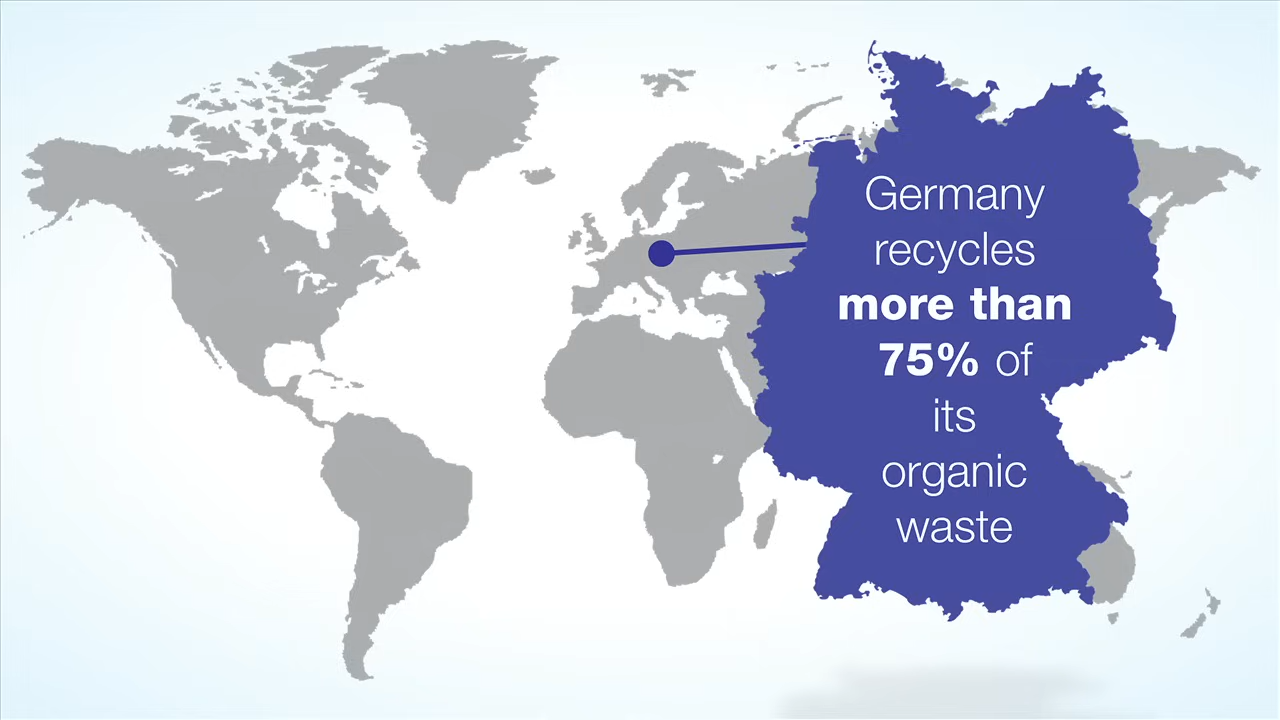 Germany
recycles
more than
75% of
its
organic
waste